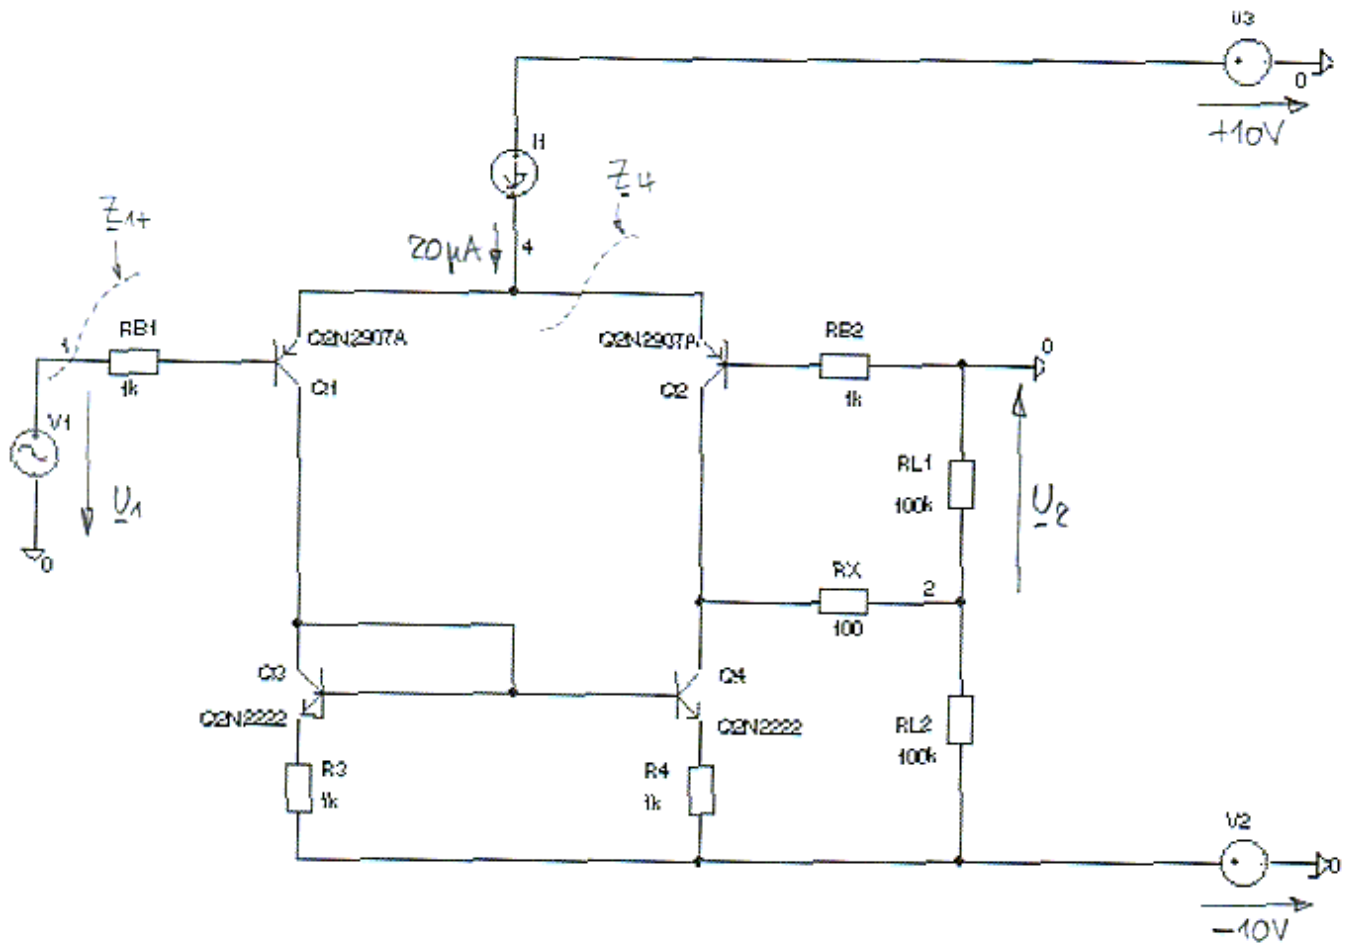 V3
0
+10V
I1
Z4
Z1+
20µA
4
RB1
1
1k
Q2N2907A
Q1
Q2N2907A
Q2
RB2
1k
0
V1
U1
0
RL1
100k
U2
RX
100
2
Q3
Q2N2222
Q4
Q2N2222
RL2
100k
R3
1k
R4
1k
V2
0
-10V